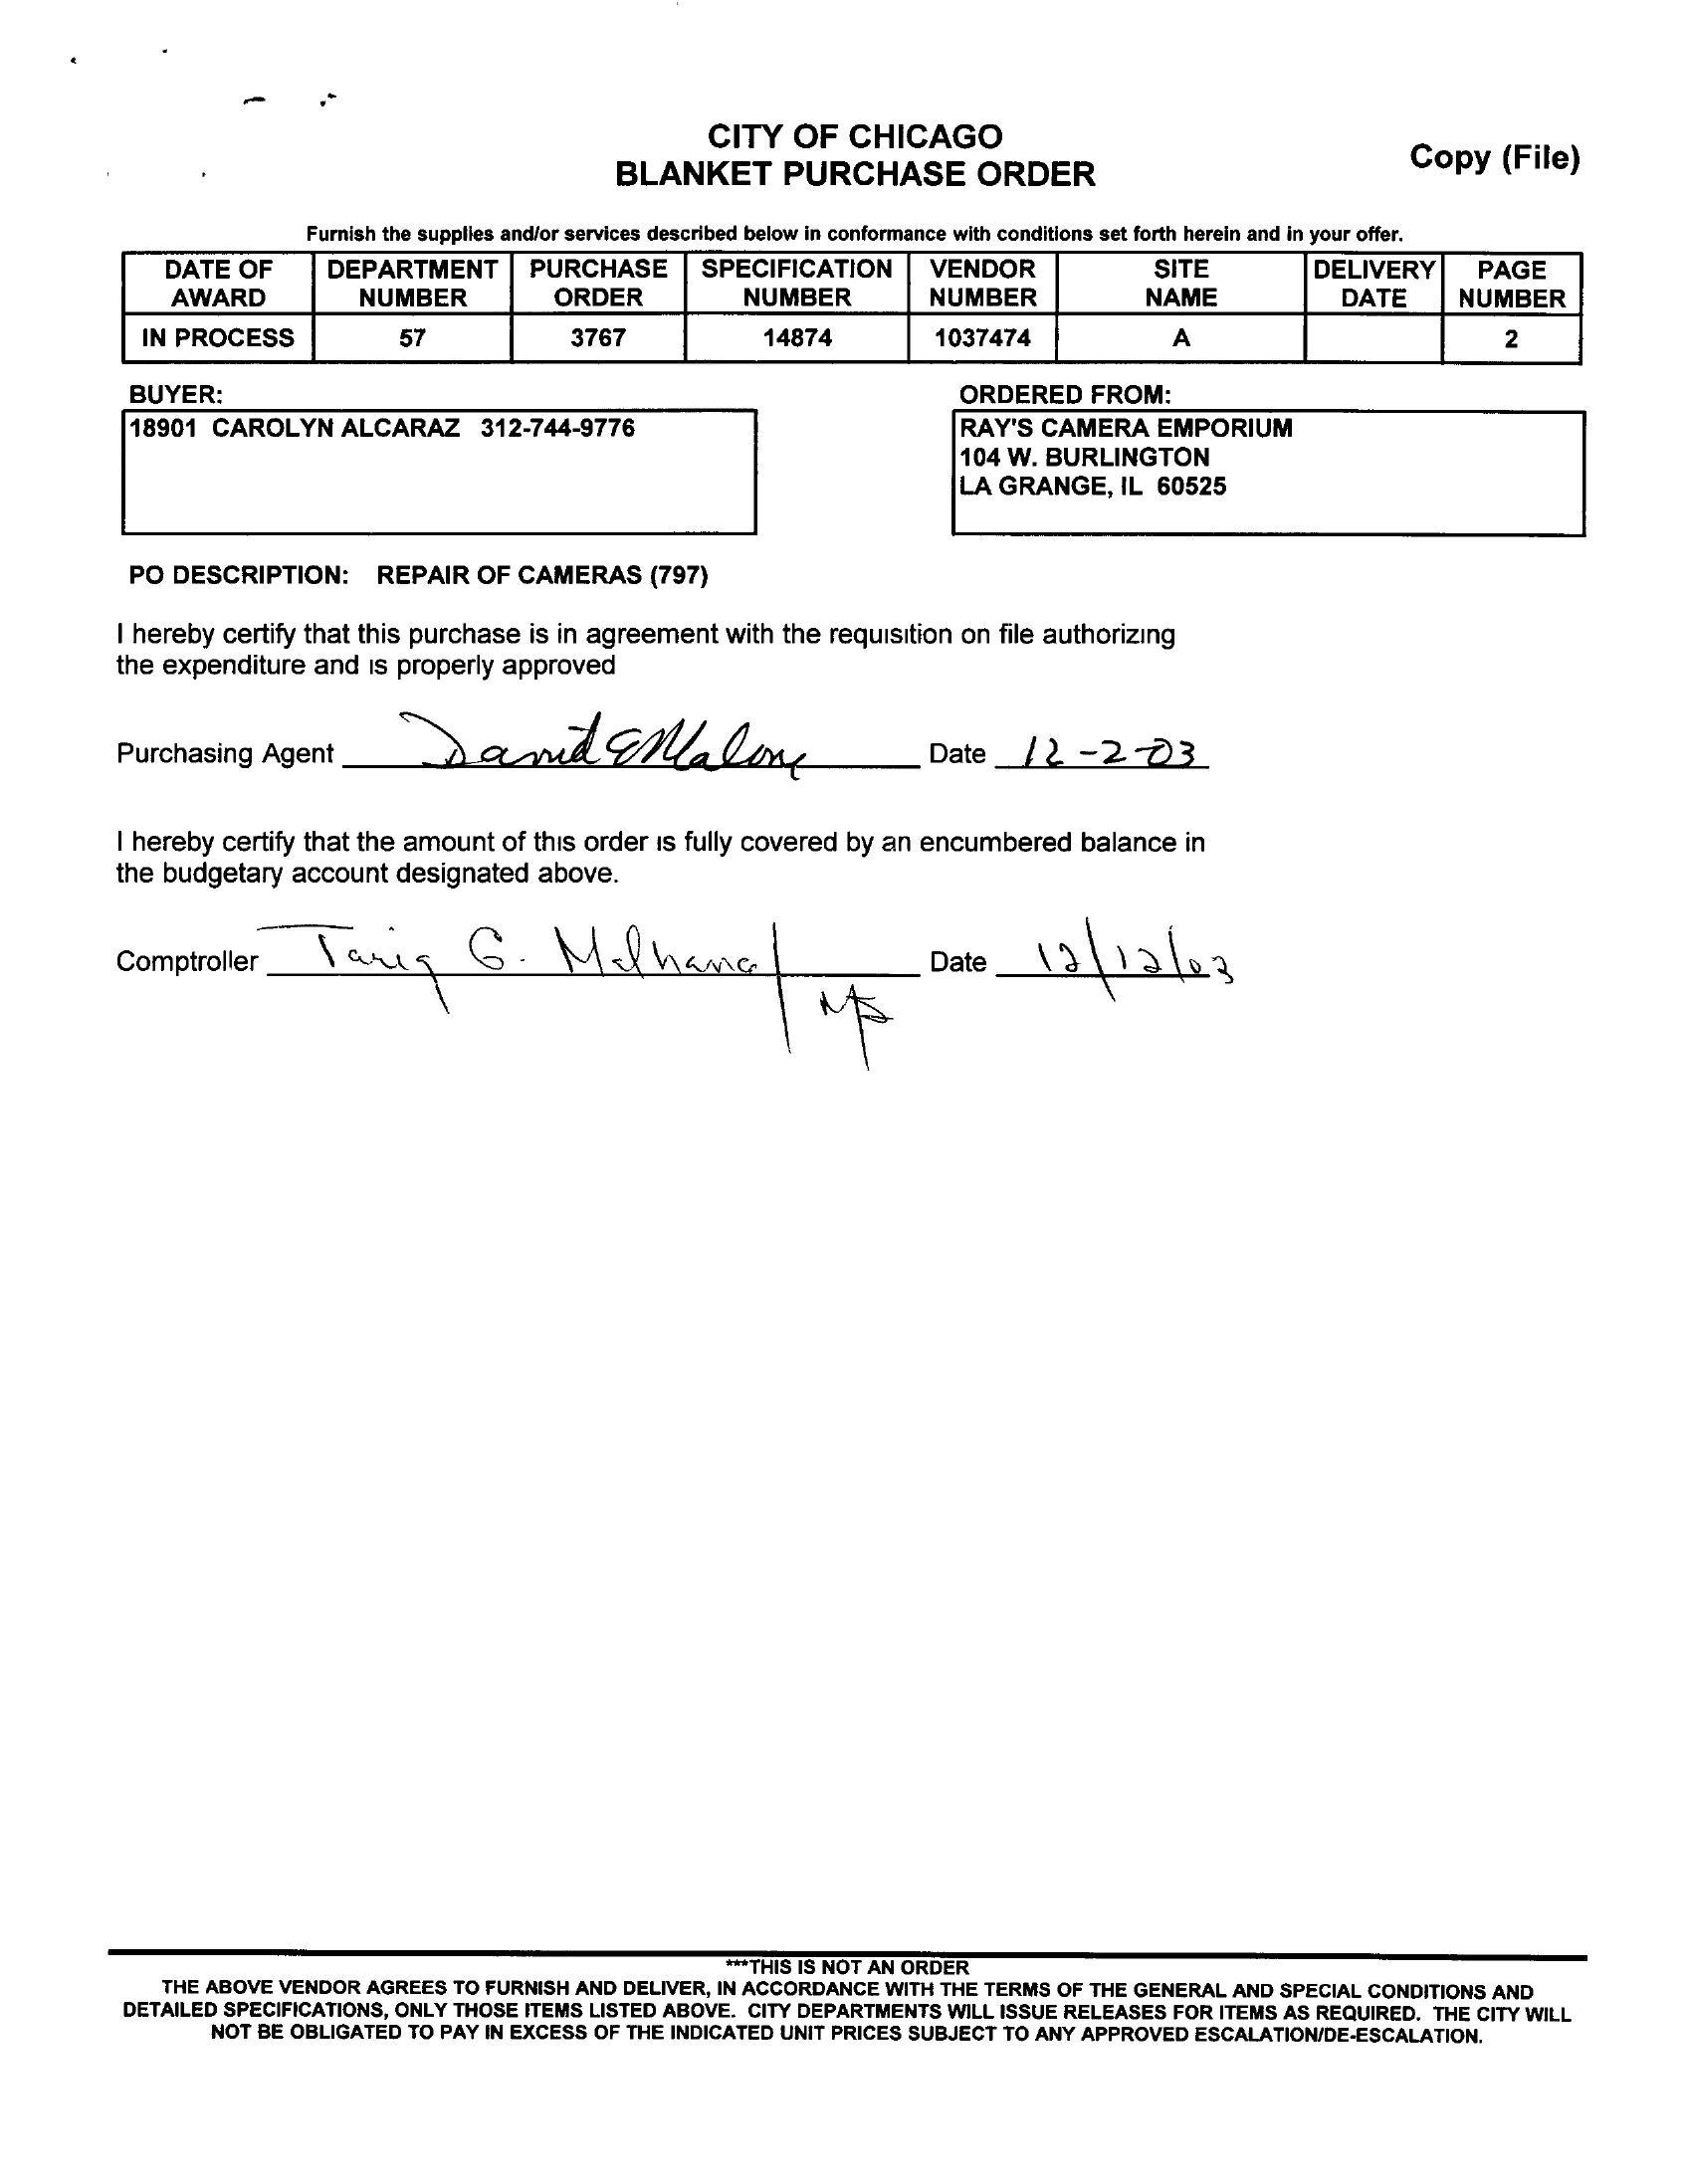 CITY OF CHICAGO
BLANKET PURCHASE ORDER
Copy (File)
Furnish the supplies and/or services described below in conformance with conditions set forth herein and in your offer.
DATE OF AWARD DEPARTMENT NUMBER PURCHASE ORDER SPECIFICATION NUMBER VENDOR NUMBER SITE NAME DELIVERY DATE PAGE NUMBER
IN PROCESS 57 3767 14874 1037474 A 2
BUYER: ORDERED FROM:
18901 CAROLYN ALCARAZ 312-744-9776
RAY'S CAMERA EMPORIUM
104 W. BURLINGTON
LA GRANGE, IL 60525
PO DESCRIPTION: REPAIR OF CAMERAS (797)
I hereby certify that this purchase is in agreement with the requisition on file authorizing
the expenditure and is properly approved
Purchasing Agent David E Malone Date 12-2-03
I hereby certify that the amount of this order is fully covered by an encumbered balance in
the budgetary account designated above.
Comptroller Tariq G. Malhance/ Date 12/12/03
***THIS IS NOT AN ORDER
THE ABOVE VENDOR AGREES TO FURNISH AND DELIVER, IN ACCORDANCE WITH THE TERMS OF THE GENERAL AND SPECIAL CONDITIONS AND
DETAILED SPECIFICATIONS, ONLY THOSE ITEMS LISTED ABOVE. CITY DEPARTMENTS WILL ISSUE RELEASES FOR ITEMS AS REQUIRED. THE CITY WILL
NOT BE OBLIGATED TO PAY IN EXCESS OF THE INDICATED UNIT PRICES SUBJECT TO ANY APPROVED ESCALATION/DE-ESCALATION.